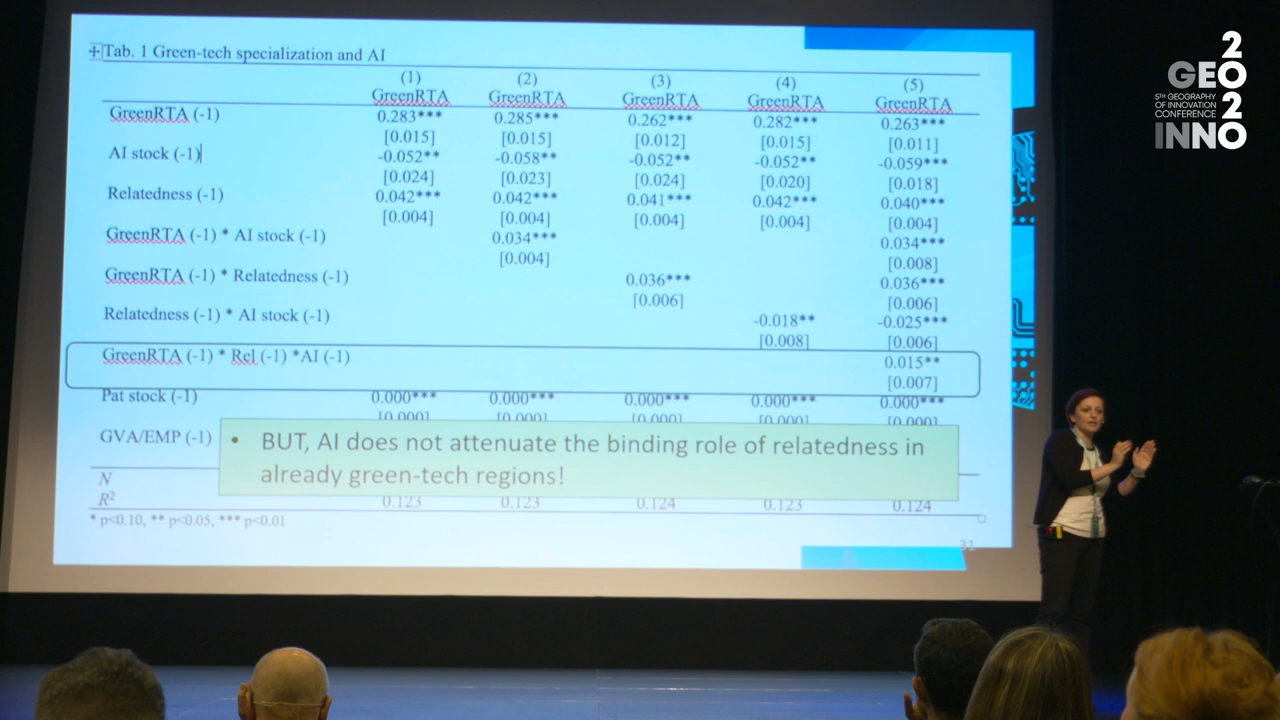 Tab. 1 Green-tech specialization and AI
(1) (2) (3) (4) (5)
GreenRTA GreenRTA GreenRTA GreenRTA GreenRTA
GreenRTA (-1) 0.283*** 0.285*** 0.262*** 0.282*** 0.263***
[0.015] [0.015] [0.012] [0.015] [0.011]
AI stock (-1) -0.052** -0.058** -0.052** -0.052** -0.059***
[0.024] [0.023] [0.024] [0.020] [0.018]
Relatedness (-1) 0.042*** 0.042*** 0.041*** 0.042*** 0.040***
[0.004] [0.004] [0.004] [0.004] [0.004]
GreenRTA (-1) * AI stock (-1) 0.034*** 0.034***
[0.004] [0.008]
GreenRTA (-1) * Relatedness (-1) 0.036*** 0.036***
[0.006] [0.006]
Relatedness (-1) * AI stock (-1) -0.018** -0.025***
[0.008] [0.006]
GreenRTA (-1) * Rel (-1) *AI (-1) 0.015**
[0.007]
Pat stock (-1) 0.000*** 0.000*** 0.000*** 0.000*** 0.000***
[0.000] [0.000] [0.000] [0.000] [0.000]
GVA/EMP (-1)
• BUT, AI does not attenuate the binding role of relatedness in
already green-tech regions!
N
R² 0.123 0.123 0.124 0.123 0.124
* p<0.10, ** p<0.05, *** p<0.01
31
2
GEO
5TH GEOGRAPHY
OF INNOVATION
CONFERENCE
2
INNO